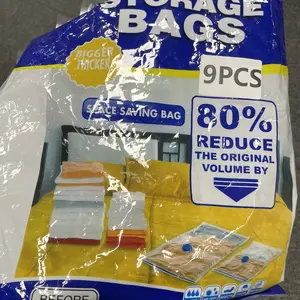 STORAGE
BAGS
BIGGER
THICKER
9PCS
SPACE SAVING BAG
80%
REDUCE
THE ORIGINAL
VOLUME BY
BEFORE